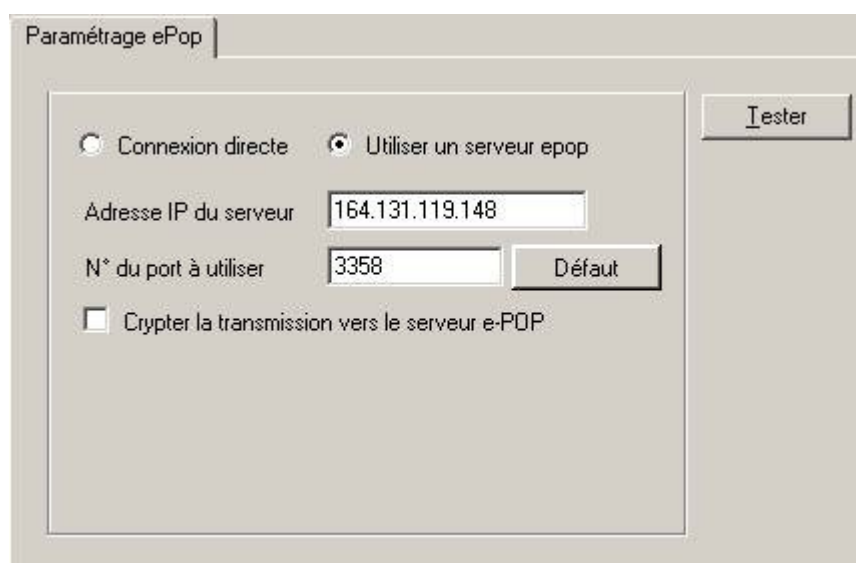 Paramétrage ePop
Tester
Connexion directe
Utiliser un serveur epop
Adresse IP du serveur
164.131.119.148
N° du port à utiliser
3358
Défaut
Crypter la transmission vers le serveur e-POP